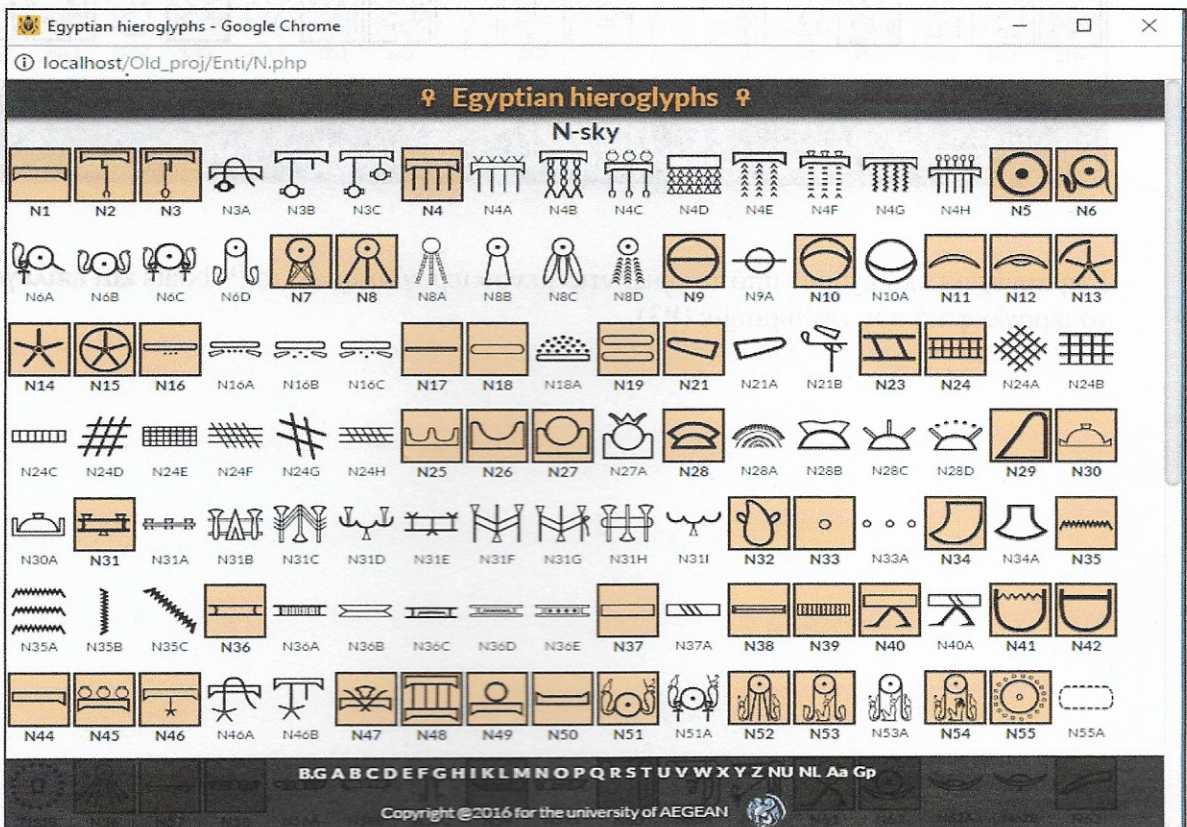 Egyptian hieroglyphs - Google Chrome
localhost/Old_proj/Enti/N.php
Egyptian hieroglyphs
N-sky
N1 N2 N3 N3A N3B N3C N4 N4A N4B N4C N4D N4E N4F N4G N4H N5 N6
N6A N6B N6C N6D N7 N8 N8A N8B N8C N8D N9 N9A N10 N10A N11 N12 N13
N14 N15 N16 N16A N16B N16C N17 N18 N18A N19 N21 N21A N21B N23 N24 N24A N24B
N24C N24D N24E N24F N24G N24H N25 N26 N27 N27A N28 N28A N28B N28C N28D N29 N30
N30A N31 N31A N31B N31C N31D N31E N31F N31G N31H N31I N32 N33 N33A N34 N34A N35
N35A N35B N35C N36 N36A N36B N36C N36D N36E N37 N37A N38 N39 N40 N40A N41 N42
N44 N45 N46 N46A N46B N47 N48 N49 N50 N51 N51A N52 N53 N53A N54 N55 N55A
B.G A B C D E F G H I K L M N O P Q R S T U V W X Y Z NU NL Aa Gp
Copyright @2016 for the university of AEGEAN